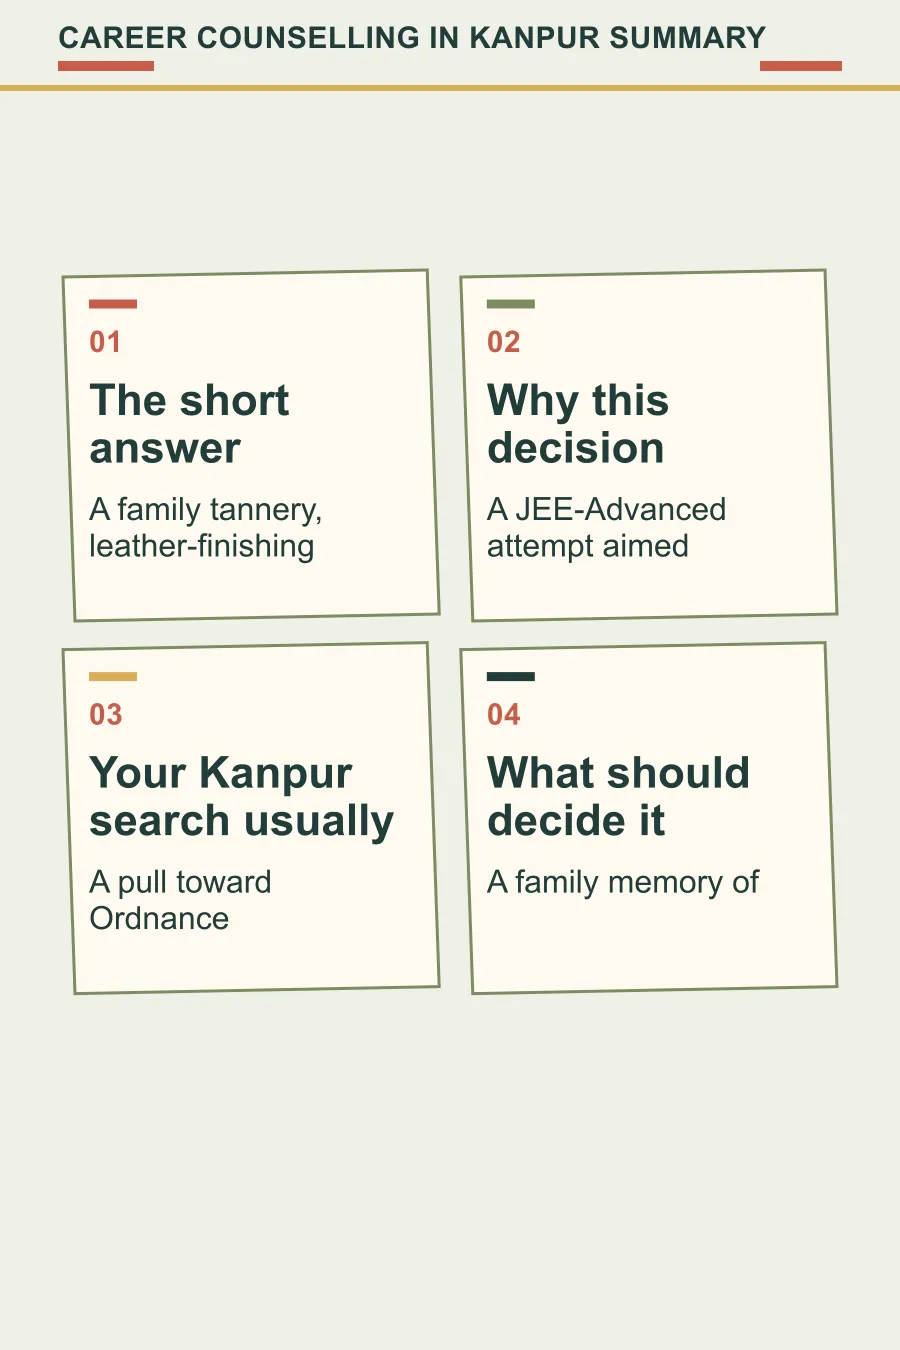 CAREER COUNSELLING IN KANPUR SUMMARY
01
The short
answer
A family tannery,
leather-finishing
02
Why this
decision
A JEE-Advanced
attempt aimed
03
Your Kanpur
search usually
A pull toward
Ordnance
04
What should
decide it
A family memory of